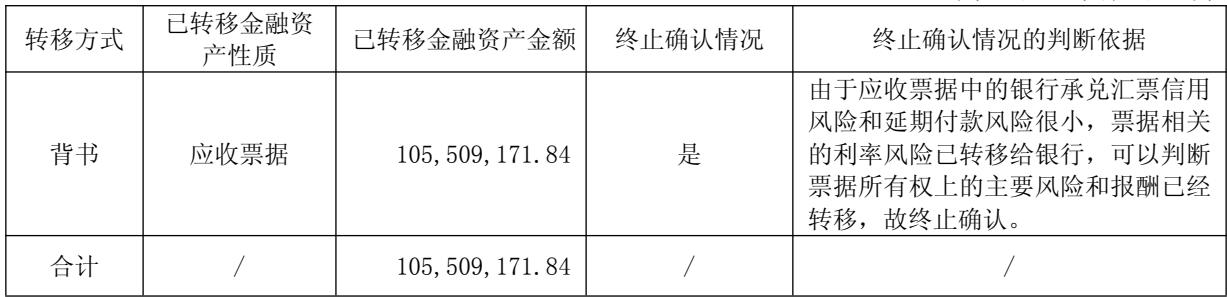 转移方式 已转移金融资产性质 已转移金融资产金额 终止确认情况 终止确认情况的判断依据
背书 应收票据 105,509,171.84 是 由于应收票据中的银行承兑汇票信用
风险和延期付款风险很小，票据相关
的利率风险已转移给银行，可以判断
票据所有权上的主要风险和报酬已经
转移，故终止确认。
合计 / 105,509,171.84 / /